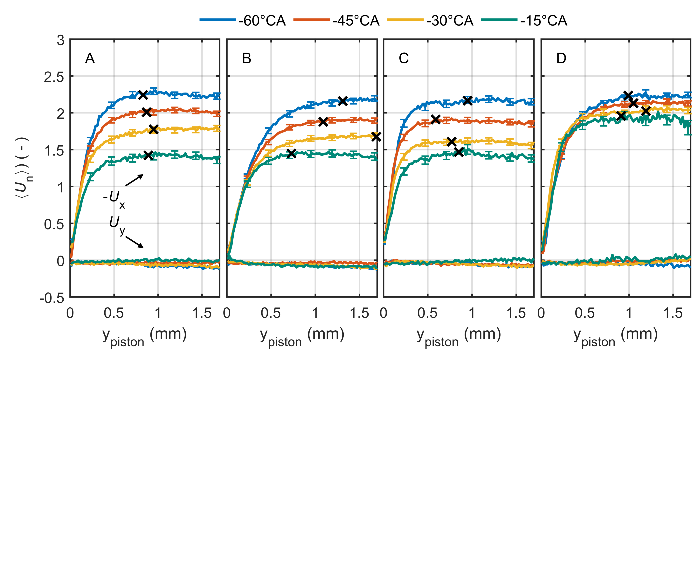 -60°CA -45°CA -30°CA -15°CA
3
2.5
2
1.5
1
0.5
0
-0.5
⟨U_n⟩ ( - )
A
B
C
D
-U_x
U_y
0 0.5 1 1.5 0 0.5 1 1.5 0 0.5 1 1.5 0 0.5 1 1.5
y_piston (mm) y_piston (mm) y_piston (mm) y_piston (mm)